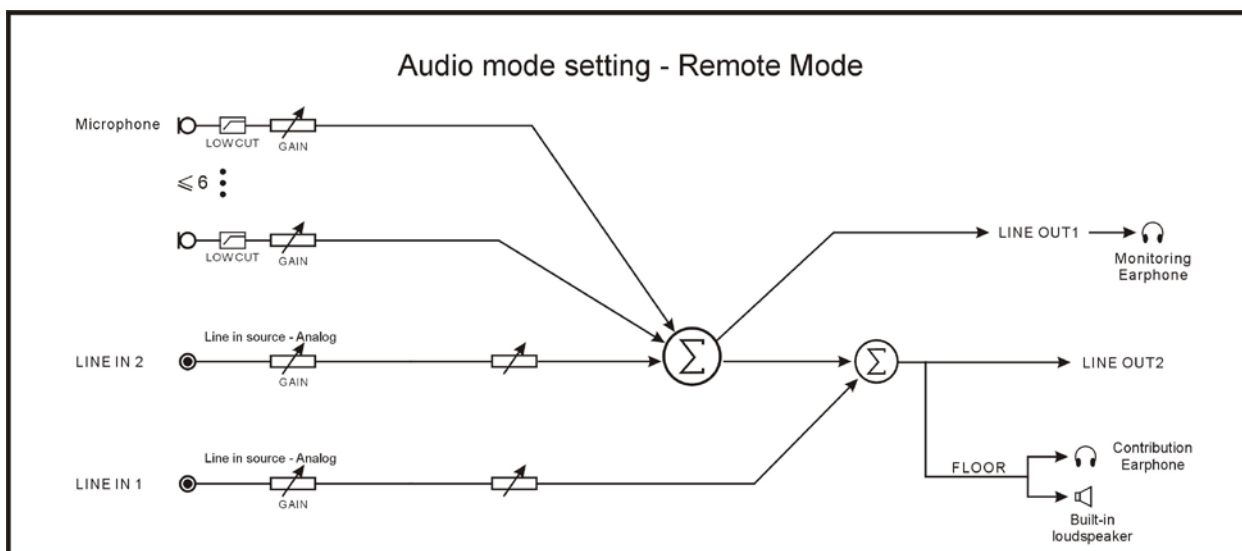 Audio mode setting - Remote Mode
Microphone
LOWCUT
GAIN
≤ 6
LOWCUT
GAIN
LINE OUT1
Monitoring
Earphone
Line in source - Analog
LINE IN 2
GAIN
Σ
Σ
LINE OUT2
Line in source - Analog
LINE IN 1
GAIN
FLOOR
Contribution
Earphone
Built-in
loudspeaker